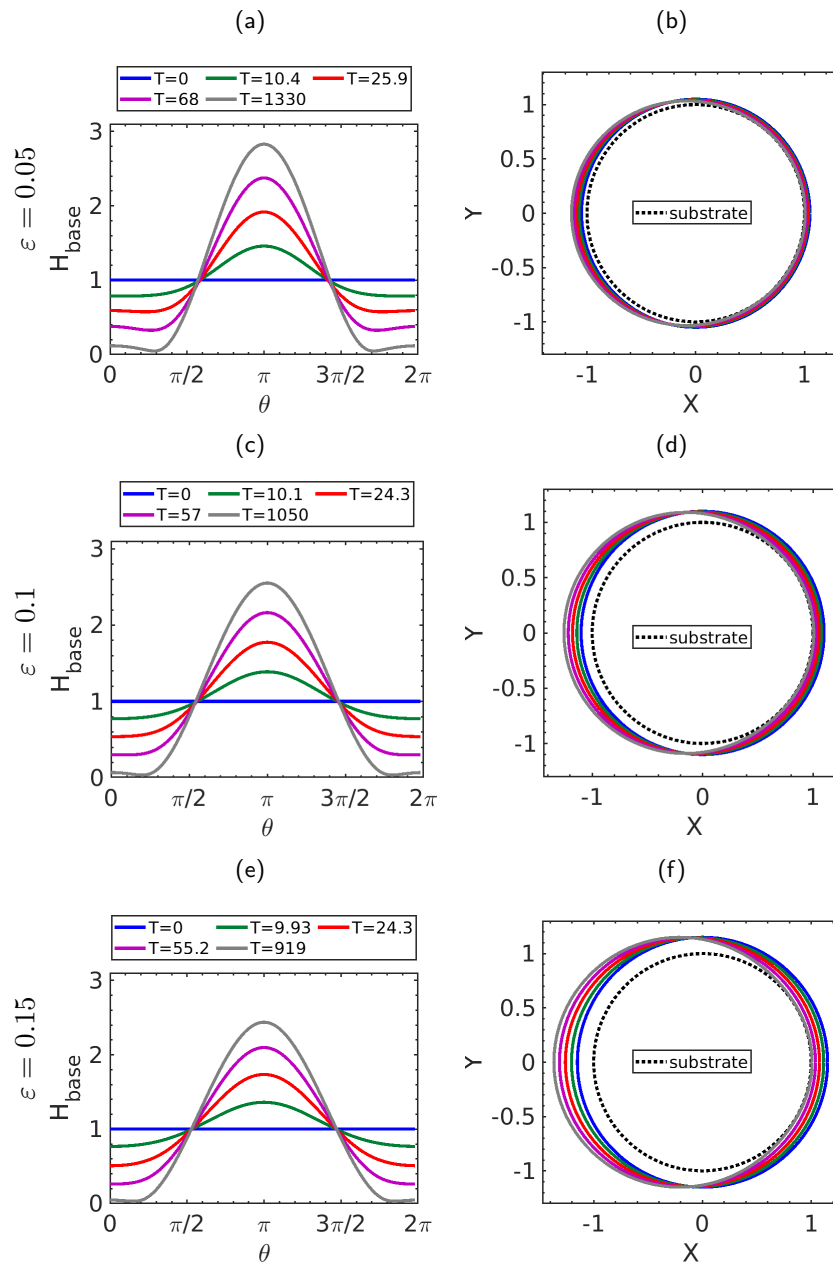 (a)
(b)
T=0 T=10.4 T=25.9
T=68 T=1330
ε = 0.05
H_base
3
2
1
0
0 π/2 π 3π/2 2π
θ
Y
1
0.5
0
-0.5
-1
substrate
-1 0 1
X
(c)
(d)
T=0 T=10.1 T=24.3
T=57 T=1050
ε = 0.1
H_base
3
2
1
0
0 π/2 π 3π/2 2π
θ
Y
1
0.5
0
-0.5
-1
substrate
-1 0 1
X
(e)
(f)
T=0 T=9.93 T=24.3
T=55.2 T=919
ε = 0.15
H_base
3
2
1
0
0 π/2 π 3π/2 2π
θ
Y
1
0.5
0
-0.5
-1
substrate
-1 0 1
X